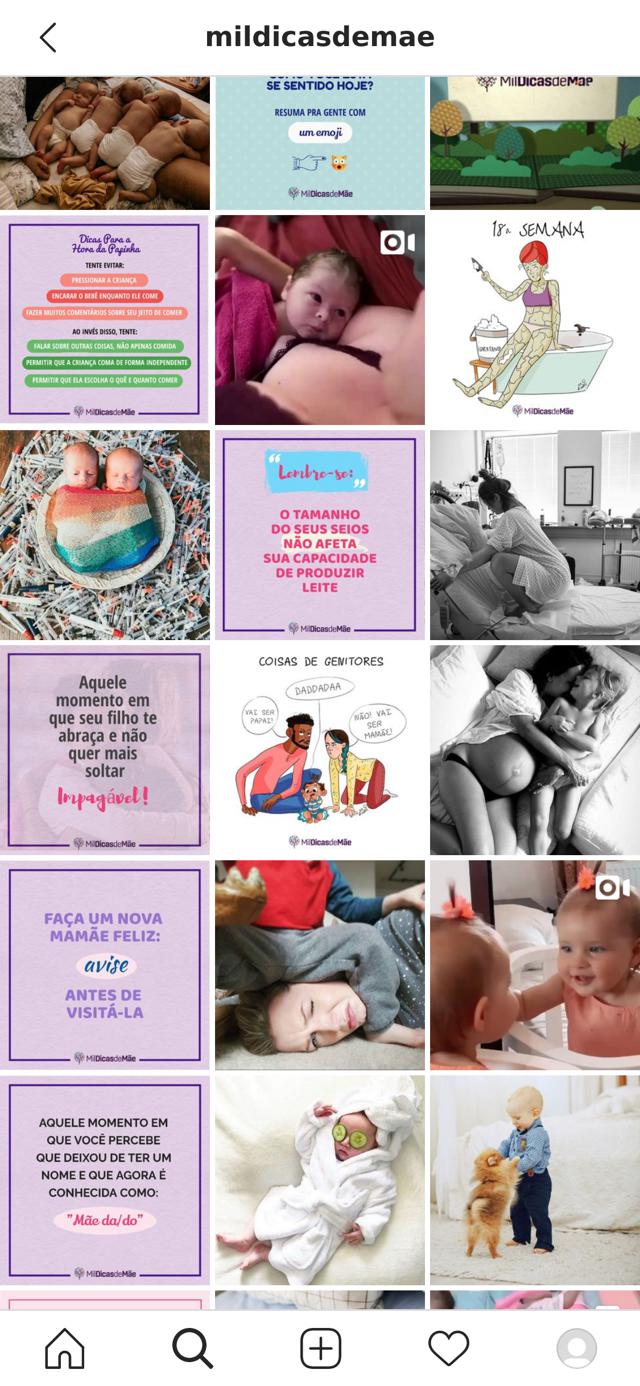 mildicasdemae
SE SENTIDO HOJE?
RESUMA PRA GENTE COM
um emoji
MilDicasdeMãe
MilDicasdeMãe
Dicas Para a
Hora da Papinha
TENTE EVITAR:
PRESSIONAR A CRIANÇA
ENCARAR O BEBÊ ENQUANTO ELE COME
FAZER MUITOS COMENTÁRIOS SOBRE SEU JEITO DE COMER
AO INVÉS DISSO, TENTE:
FALAR SOBRE OUTRAS COISAS, NÃO APENAS COMIDA
PERMITIR QUE A CRIANÇA COMA DE FORMA INDEPENDENTE
PERMITIR QUE ELA ESCOLHA O QUÊ E QUANTO COMER
MilDicasdeMãe
18ª SEMANA
MilDicasdeMãe
“Lembre-se:”
O TAMANHO
DO SEUS SEIOS
NÃO AFETA
SUA CAPACIDADE
DE PRODUZIR
LEITE
MilDicasdeMãe
Aquele
momento em
que seu filho te
abraça e não
quer mais
soltar
Impagável!
MilDicasdeMãe
COISAS DE GENITORES
DADDADAA
VAI SER
PAPAI!
NÃO! VAI
SER
MAMÃE!
MilDicasdeMãe
FAÇA UM NOVA
MAMÃE FELIZ:
avise
ANTES DE
VISITÁ-LA
MilDicasdeMãe
AQUELE MOMENTO EM
QUE VOCÊ PERCEBE
QUE DEIXOU DE TER UM
NOME E QUE AGORA É
CONHECIDA COMO:
"Mãe da/do"
MilDicasdeMãe